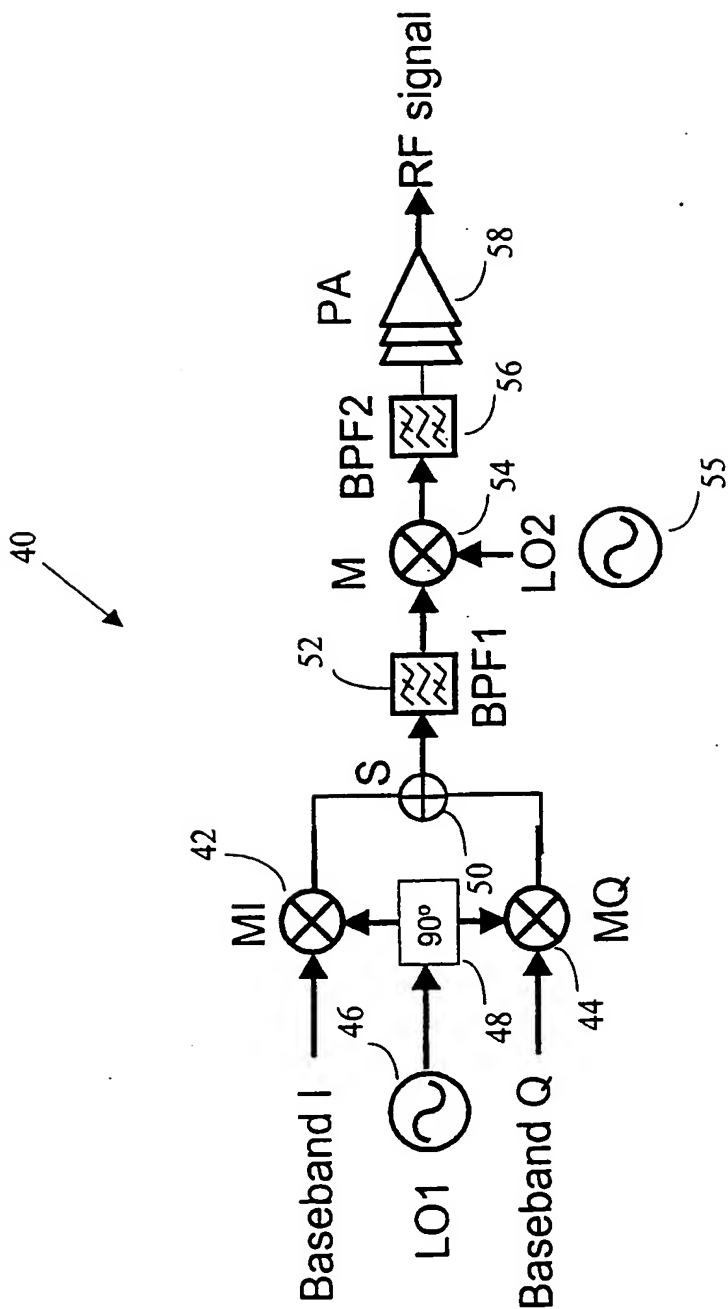 40
Baseband I
MI
42
LO1
46
90°
48
Baseband Q
MQ
44
S
50
52
BPF1
M
54
LO2
55
BPF2
56
PA
58
RF signal